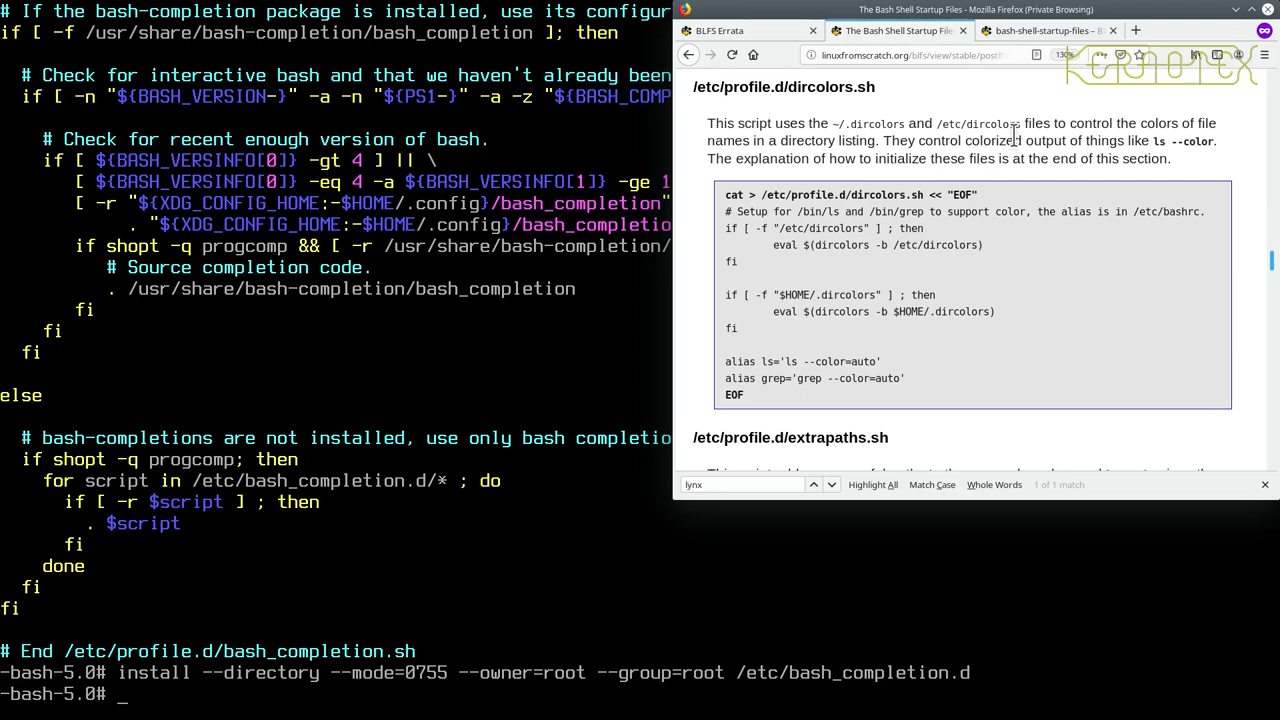 # If the bash-completion package is installed, use its configur
if [ -f /usr/share/bash-completion/bash_completion ]; then
# Check for interactive bash and that we haven't already been
if [ -n "${BASH_VERSION-}" -a -n "${PS1-}" -a -z "${BASH_COMP
# Check for recent enough version of bash.
if [ ${BASH_VERSINFO[0]} -gt 4 ] || \
[ ${BASH_VERSINFO[0]} -eq 4 -a ${BASH_VERSINFO[1]} -ge 1
[ -r "${XDG_CONFIG_HOME:-$HOME/.config}/bash_completion"
. "${XDG_CONFIG_HOME:-$HOME/.config}/bash_completio
if shopt -q progcomp && [ -r /usr/share/bash-completion/
# Source completion code.
. /usr/share/bash-completion/bash_completion
fi
fi
fi
else
# bash-completions are not installed, use only bash completio
if shopt -q progcomp; then
for script in /etc/bash_completion.d/* ; do
if [ -r $script ] ; then
. $script
fi
done
fi
fi
# End /etc/profile.d/bash_completion.sh
-bash-5.0# install --directory --mode=0755 --owner=root --group=root /etc/bash_completion.d
-bash-5.0# _
The Bash Shell Startup Files - Mozilla Firefox (Private Browsing)
BLFS Errata
The Bash Shell Startup File
bash-shell-startup-files – B
linuxfromscratch.org/blfs/view/stable/postlf
130%
KERNOTEX
/etc/profile.d/dircolors.sh
This script uses the ~/.dircolors and /etc/dircolors files to control the colors of file
names in a directory listing. They control colorized output of things like ls --color.
The explanation of how to initialize these files is at the end of this section.
cat > /etc/profile.d/dircolors.sh << "EOF"
# Setup for /bin/ls and /bin/grep to support color, the alias is in /etc/bashrc.
if [ -f "/etc/dircolors" ] ; then
eval $(dircolors -b /etc/dircolors)
fi
if [ -f "$HOME/.dircolors" ] ; then
eval $(dircolors -b $HOME/.dircolors)
fi
alias ls='ls --color=auto'
alias grep='grep --color=auto'
EOF
/etc/profile.d/extrapaths.sh
lynx
Highlight All
Match Case
Whole Words
1 of 1 match